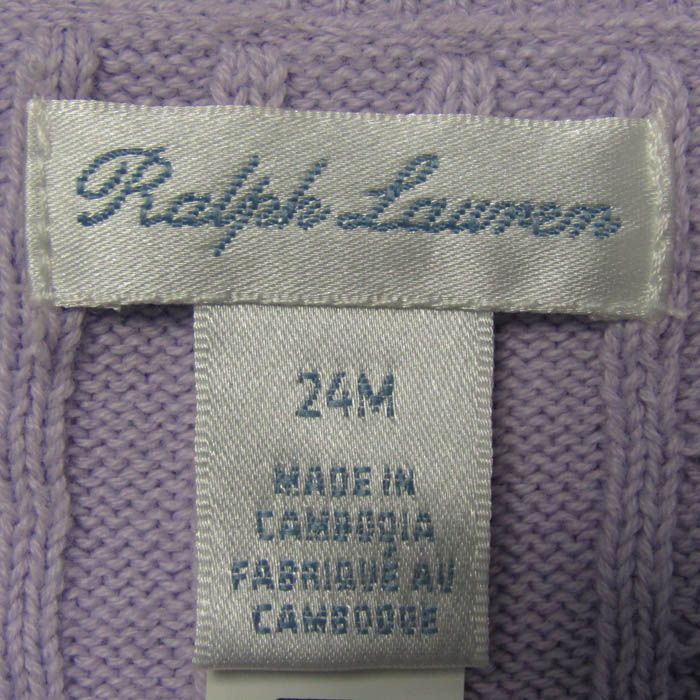 Ralph Lauren
24M
MADE IN
CAMBODIA
FABRIQUÉ AU
CAMBODGE